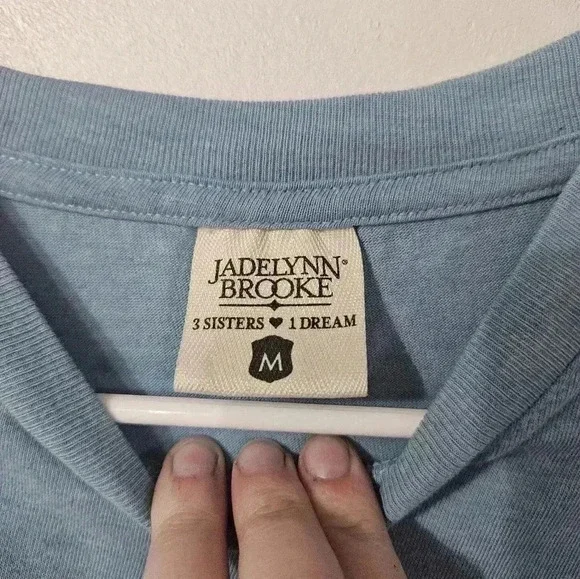 JADELYNN®
BROOKE
3 SISTERS ♥ 1 DREAM
M